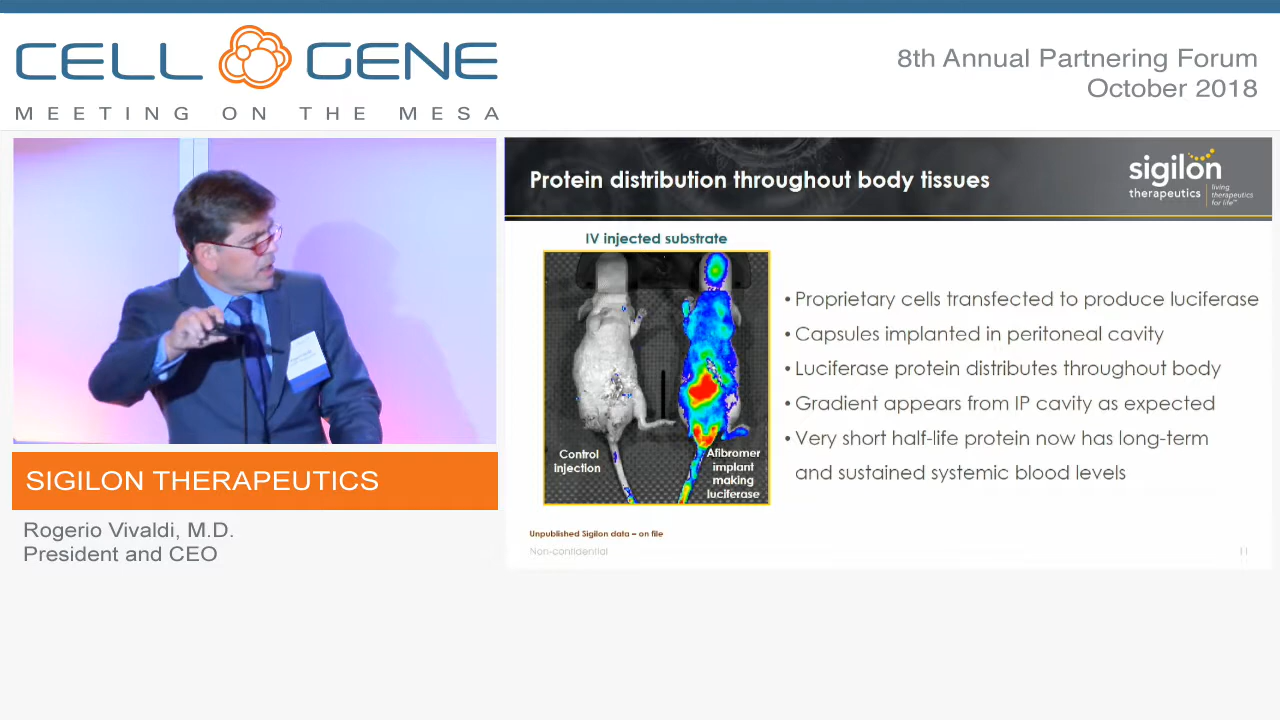 CELL GENE
MEETING ON THE MESA
8th Annual Partnering Forum
October 2018
Protein distribution throughout body tissues
sigilon
therapeutics
living
therapeutics
for life™
IV injected substrate
Control
injection
Afibromer
implant
making
luciferase
• Proprietary cells transfected to produce luciferase
• Capsules implanted in peritoneal cavity
• Luciferase protein distributes throughout body
• Gradient appears from IP cavity as expected
• Very short half-life protein now has long-term
and sustained systemic blood levels
Unpublished Sigilon data – on file
Non-confidential
11
SIGILON THERAPEUTICS
Rogerio Vivaldi, M.D.
President and CEO